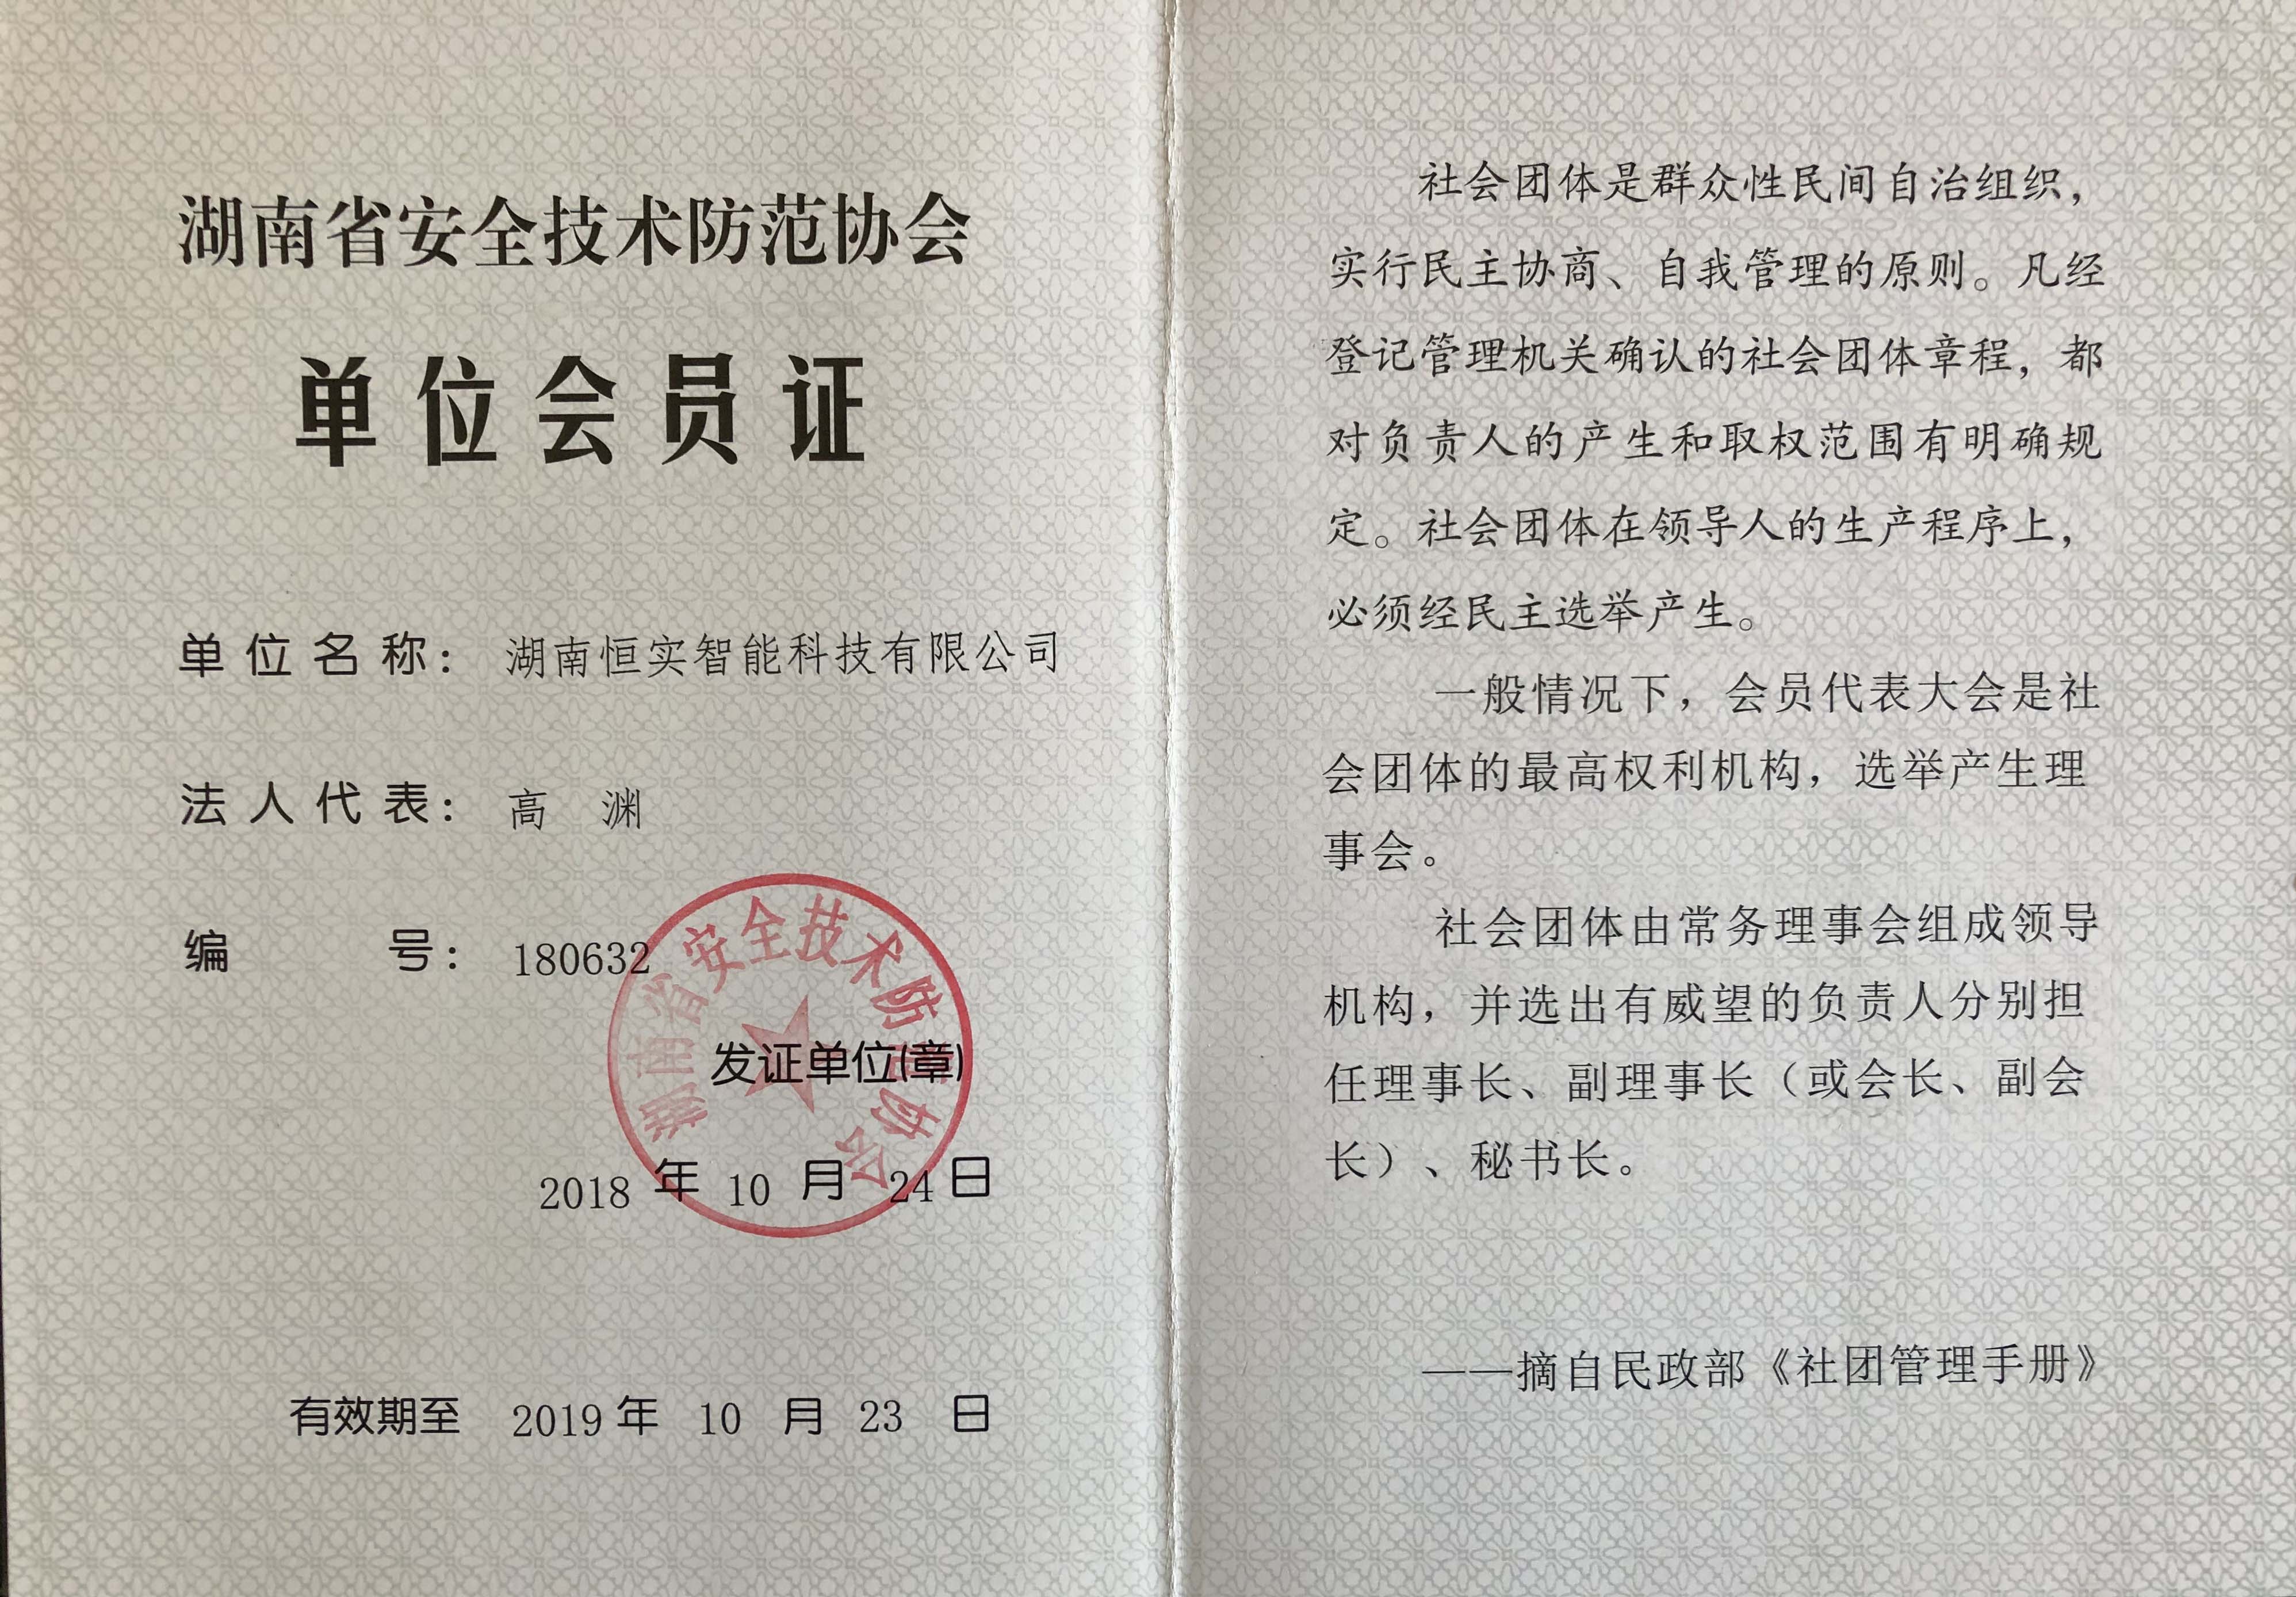 湖南省安全技术防范协会
单位会员证
单位名称：湖南恒实智能科技有限公司
法人代表：高 渊
编 号：180632
湖南省安全技术防范协会
发证单位(章)
2018 年 10 月 24 日
有效期至 2019 年 10 月 23 日
社会团体是群众性民间自治组织，
实行民主协商、自我管理的原则。凡经
登记管理机关确认的社会团体章程，都
对负责人的产生和取权范围有明确规
定。社会团体在领导人的生产程序上，
必须经民主选举产生。
一般情况下，会员代表大会是社
会团体的最高权利机构，选举产生理
事会。
社会团体由常务理事会组成领导
机构，并选出有威望的负责人分别担
任理事长、副理事长（或会长、副会
长）、秘书长。
——摘自民政部《社团管理手册》